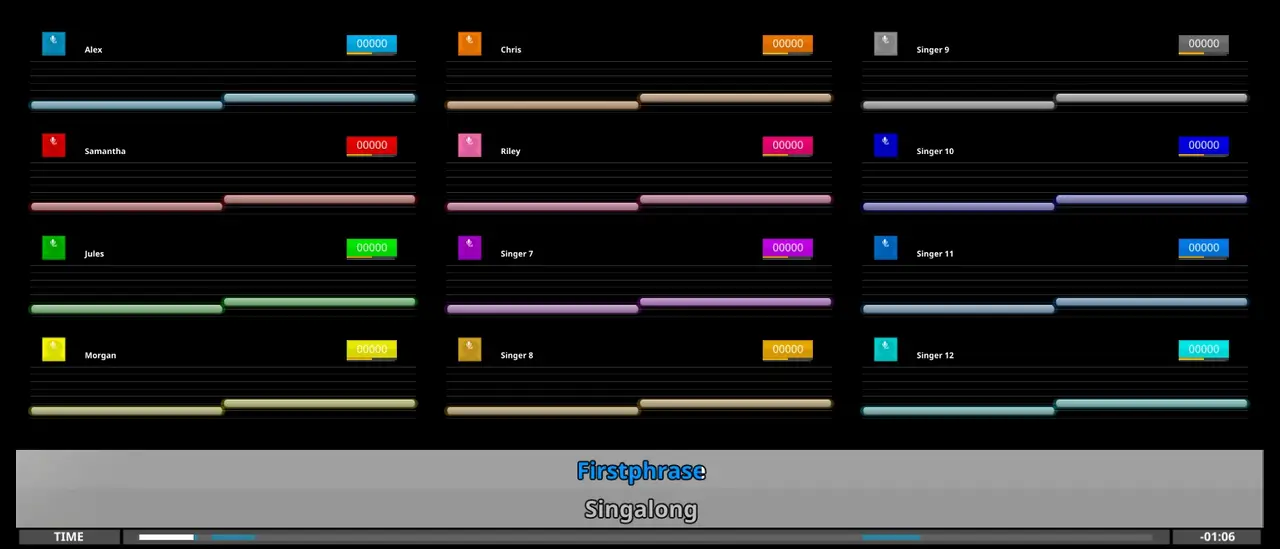 Alex 00000
Chris 00000
Singer 9 00000
Samantha 00000
Riley 00000
Singer 10 00000
Jules 00000
Singer 7 00000
Singer 11 00000
Morgan 00000
Singer 8 00000
Singer 12 00000
Firstphrase
Singalong
TIME -01:06